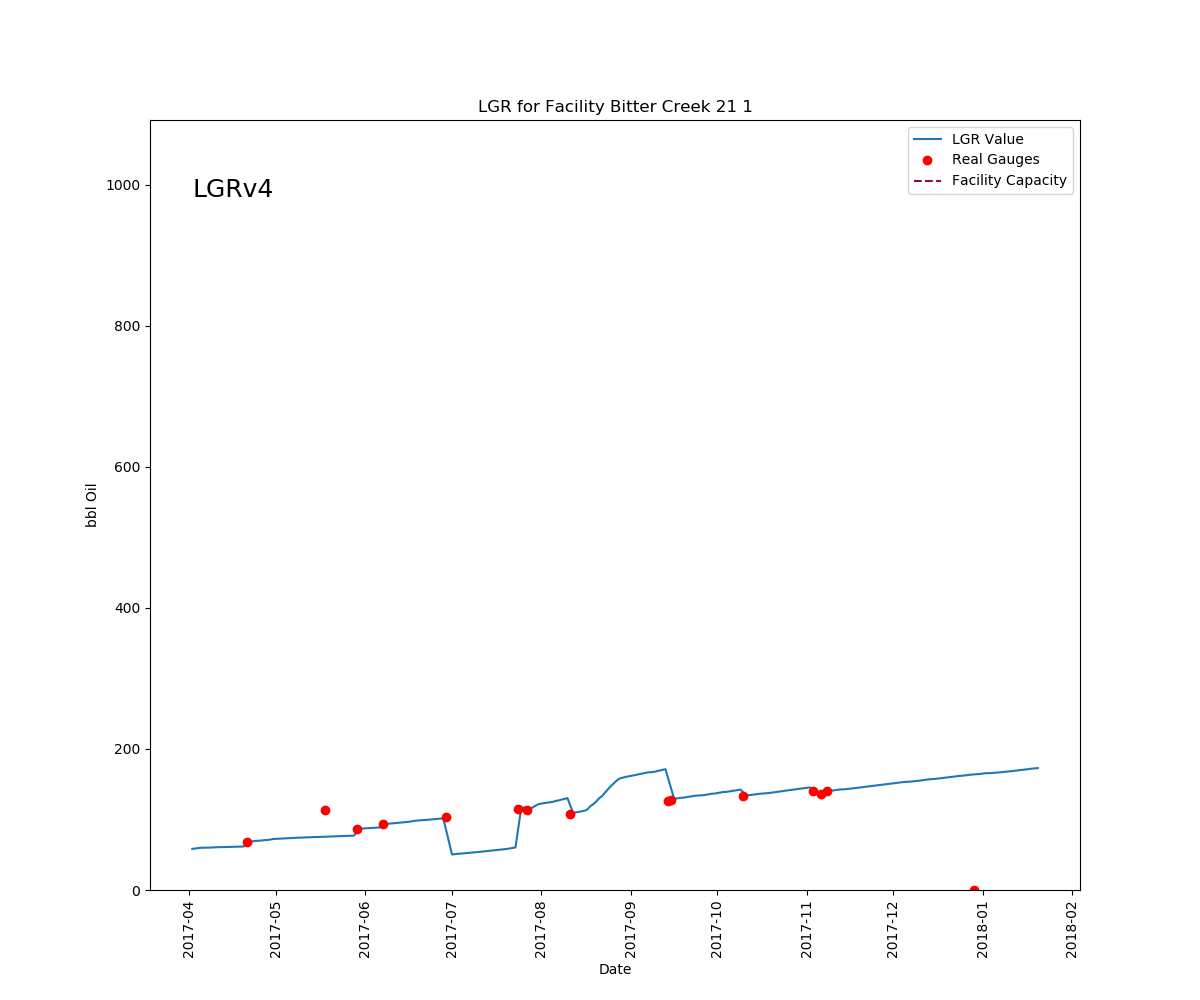 LGR for Facility Bitter Creek 21 1
LGRv4
LGR Value
Real Gauges
Facility Capacity
bbl Oil
1000
800
600
400
200
0
2017-04
2017-05
2017-06
2017-07
2017-08
2017-09
2017-10
2017-11
2017-12
2018-01
2018-02
Date